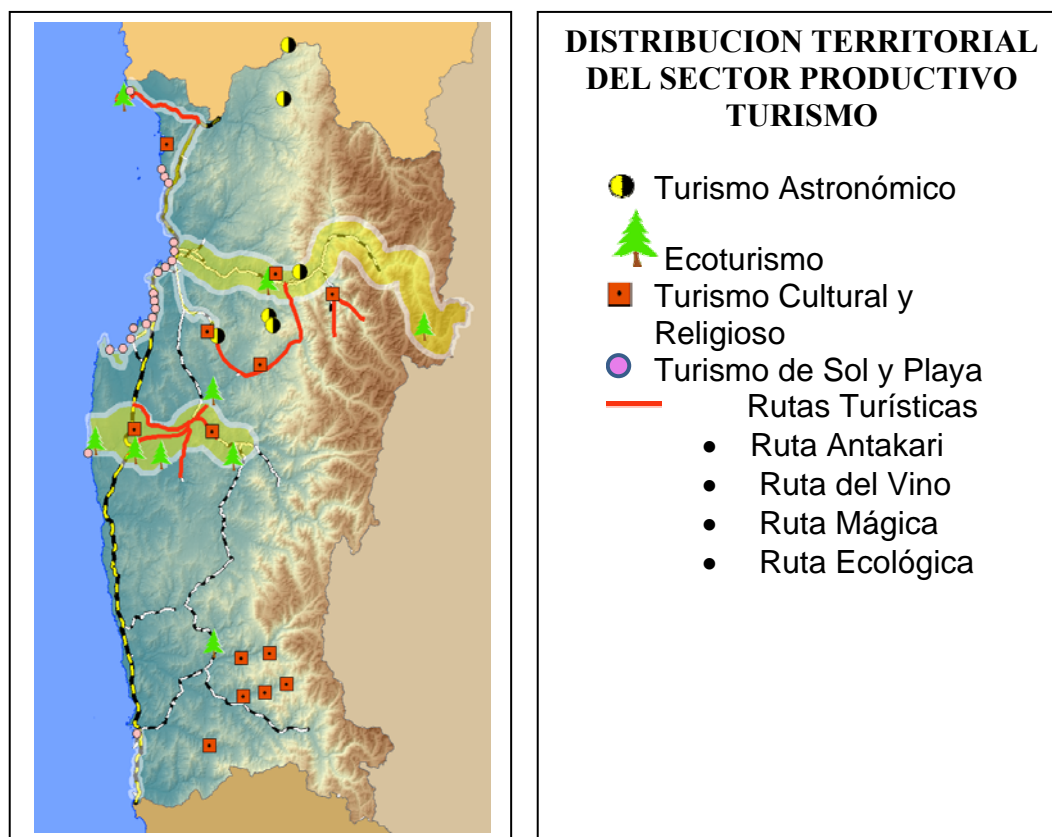 DISTRIBUCION TERRITORIAL
DEL SECTOR PRODUCTIVO
TURISMO
Turismo Astronómico
Ecoturismo
Turismo Cultural y
Religioso
Turismo de Sol y Playa
Rutas Turísticas
• Ruta Antakari
• Ruta del Vino
• Ruta Mágica
• Ruta Ecológica